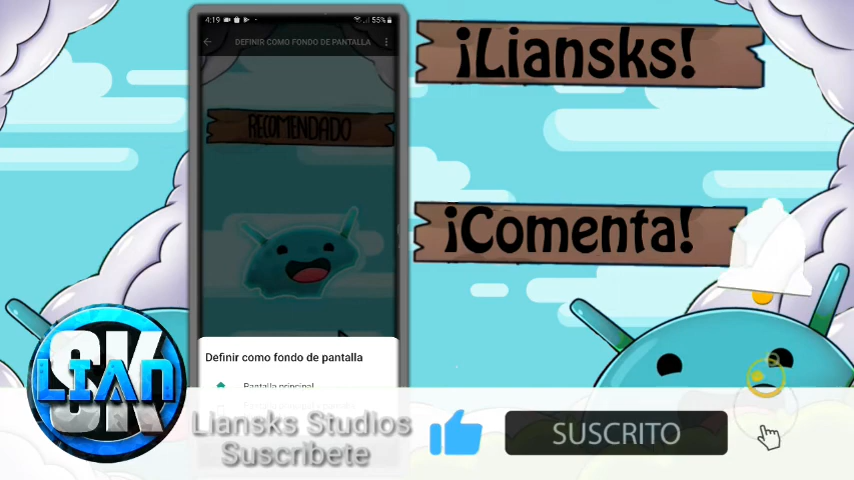 4:19
55%
DEFINIR COMO FONDO DE PANTALLA
RECOMENDADO
¡Liansks!
¡Comenta!
Definir como fondo de pantalla
Pantalla principal
SK
LIAN
Liansks Studios
Suscribete
SUSCRITO